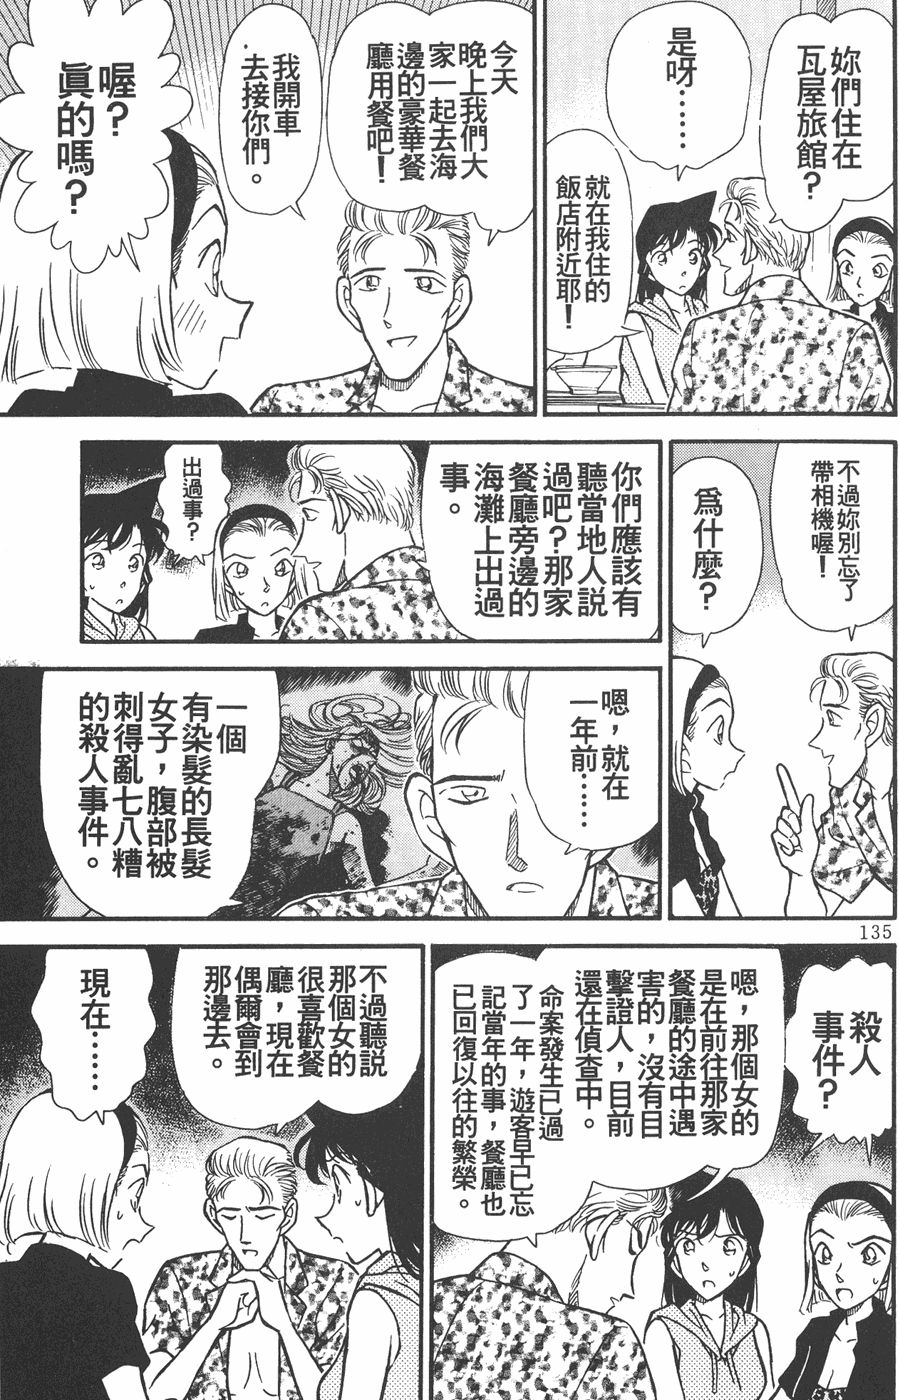 妳們住在
瓦屋旅館?
是呀……
就在我住的
飯店附近耶!
今天
晚上我們大
家一起去海
邊的豪華餐
廳用餐吧!
我開車
去接你們。
喔?
眞的嗎?
不過妳別忘了
帶相機喔!
爲什麼?
你們應該有
聽當地人說
過吧?那家
餐廳旁邊的
海灘上出過
事。
出過事?
嗯,就在
一年前……
一個
有染髮的長髮
女子,腹部被
刺得亂七八糟
的殺人事件。
135
殺人
事件?
嗯,那個女的
是在前往那家
餐廳的途中遇
害的,沒有目
擊證人,目前
還在偵查中。
命案發生已過
了一年,遊客早已忘
記當年的事,餐廳也
已回復以往的繁榮。
不過聽說
那個女的
很喜歡餐
廳,現在
偶爾會到
那邊去。
現在……